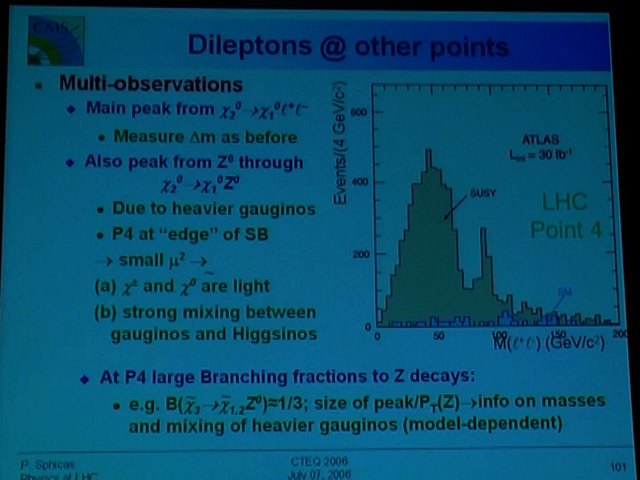 CMS
Dileptons @ other points
Multi-observations
Main peak from χ₂⁰→χ₁⁰ℓ⁺ℓ⁻
Measure Δm as before
Also peak from Z⁰ through
χ₂⁰→χ₁⁰Z⁰
Due to heavier gauginos
P4 at “edge” of SB
→ small μ² →
(a) χ± and χ̃⁰ are light
(b) strong mixing between
gauginos and Higgsinos
Events/(4 GeV/c²)
600
400
200
0
ATLAS
L_int = 30 fb⁻¹
SUSY
LHC
Point 4
SM
0 50 100 150 200
M(ℓ⁺ℓ⁻) (GeV/c²)
At P4 large Branching fractions to Z decays:
e.g. B(χ̃₃→χ̃₁,₂Z⁰)≈1/3; size of peak/P_T(Z)→info on masses
and mixing of heavier gauginos (model-dependent)
P. Sphicas
Physics at LHC
CTEQ 2006
July 07, 2006
101